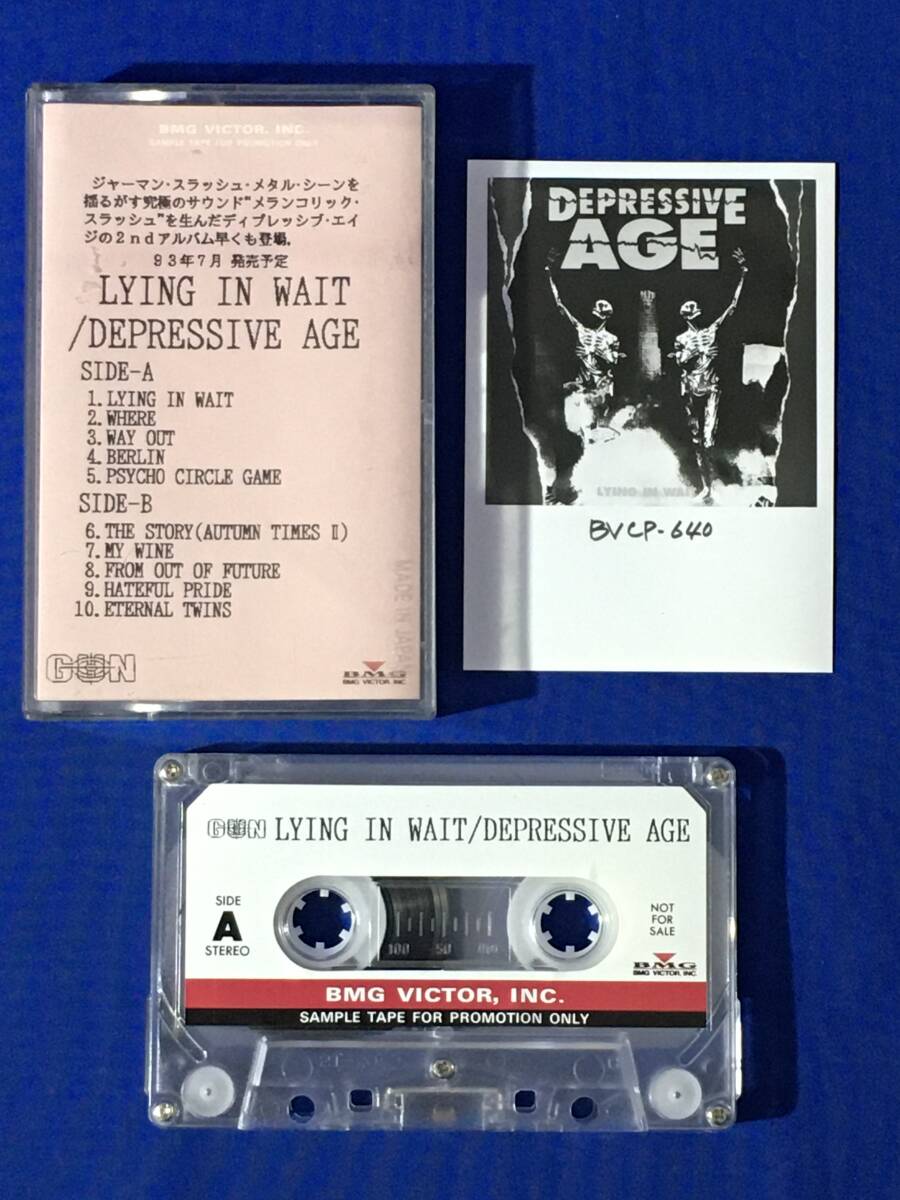 BMG VICTOR, INC.
SAMPLE TAPE FOR PROMOTION ONLY
ジャーマン・スラッシュ・メタル・シーンを
揺るがす究極のサウンド"メランコリック・
スラッシュ"を生んだディプレッシブ・エイ
ジの2ndアルバム早くも登場.
93年7月 発売予定
LYING IN WAIT
/DEPRESSIVE AGE
SIDE-A
1.LYING IN WAIT
2.WHERE
3.WAY OUT
4.BERLIN
5.PSYCHO CIRCLE GAME
SIDE-B
6.THE STORY(AUTUMN TIMES Ⅱ)
7.MY WINE
8.FROM OUT OF FUTURE
9.HATEFUL PRIDE
10.ETERNAL TWINS
MADE IN JAPAN
GUN
BMG
BMG VICTOR, INC.
DEPRESSIVE
AGE
LYING IN WAIT
BVCP-640
GUN LYING IN WAIT/DEPRESSIVE AGE
SIDE
A
STEREO
100 50
NOT
FOR
SALE
BMG
BMG VICTOR, INC.
BMG VICTOR, INC.
SAMPLE TAPE FOR PROMOTION ONLY